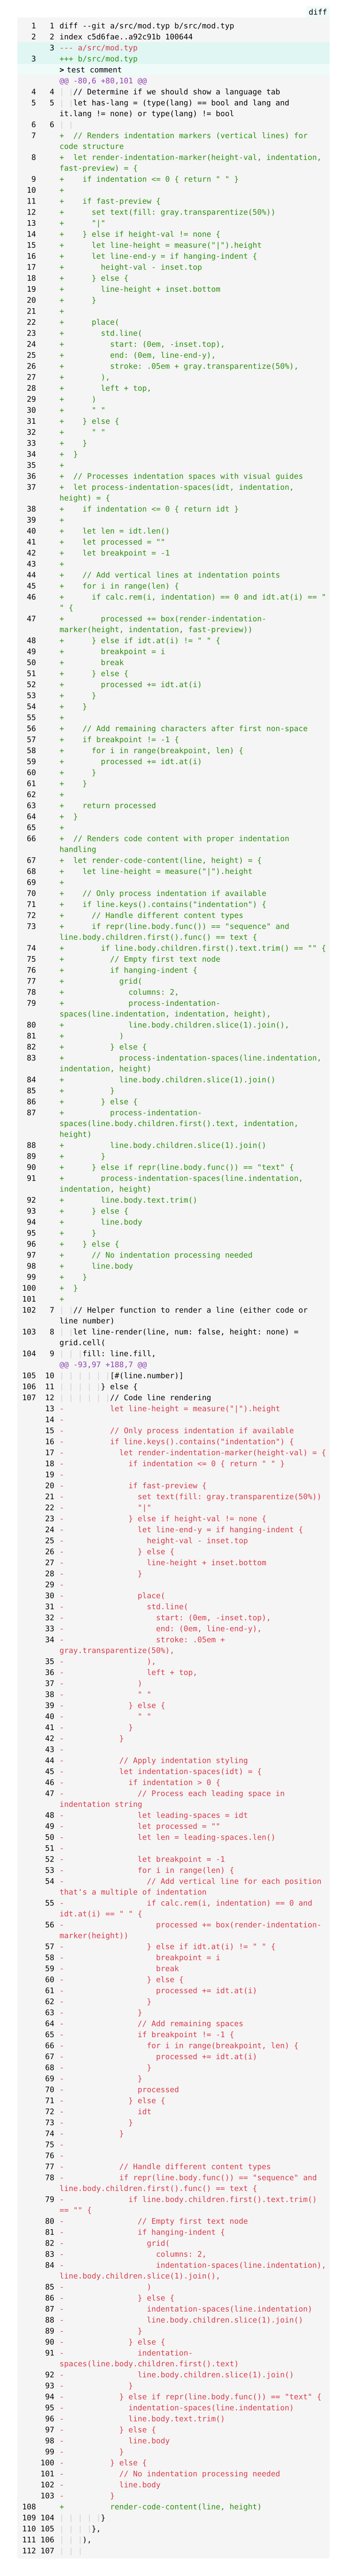 diff
1 1 diff --git a/src/mod.typ b/src/mod.typ
2 2 index c5d6fae..a92c91b 100644
3 --- a/src/mod.typ
3 +++ b/src/mod.typ
> test comment
@@ -80,6 +80,101 @@
4 4 // Determine if we should show a language tab
5 5 let has-lang = (type(lang) == bool and lang and
it.lang != none) or type(lang) != bool
6 6
7 + // Renders indentation markers (vertical lines) for
code structure
8 + let render-indentation-marker(height-val, indentation,
fast-preview) = {
9 + if indentation <= 0 { return " " }
10 +
11 + if fast-preview {
12 + set text(fill: gray.transparentize(50%))
13 + "|"
14 + } else if height-val != none {
15 + let line-height = measure("|").height
16 + let line-end-y = if hanging-indent {
17 + height-val - inset.top
18 + } else {
19 + line-height + inset.bottom
20 + }
21 +
22 + place(
23 + std.line(
24 + start: (0em, -inset.top),
25 + end: (0em, line-end-y),
26 + stroke: .05em + gray.transparentize(50%),
27 + ),
28 + left + top,
29 + )
30 + " "
31 + } else {
32 + " "
33 + }
34 + }
35 +
36 + // Processes indentation spaces with visual guides
37 + let process-indentation-spaces(idt, indentation,
height) = {
38 + if indentation <= 0 { return idt }
39 +
40 + let len = idt.len()
41 + let processed = ""
42 + let breakpoint = -1
43 +
44 + // Add vertical lines at indentation points
45 + for i in range(len) {
46 + if calc.rem(i, indentation) == 0 and idt.at(i) == "
" {
47 + processed += box(render-indentation-
marker(height, indentation, fast-preview))
48 + } else if idt.at(i) != " " {
49 + breakpoint = i
50 + break
51 + } else {
52 + processed += idt.at(i)
53 + }
54 + }
55 +
56 + // Add remaining characters after first non-space
57 + if breakpoint != -1 {
58 + for i in range(breakpoint, len) {
59 + processed += idt.at(i)
60 + }
61 + }
62 +
63 + return processed
64 + }
65 +
66 + // Renders code content with proper indentation
handling
67 + let render-code-content(line, height) = {
68 + let line-height = measure("|").height
69 +
70 + // Only process indentation if available
71 + if line.keys().contains("indentation") {
72 + // Handle different content types
73 + if repr(line.body.func()) == "sequence" and
line.body.children.first().func() == text {
74 + if line.body.children.first().text.trim() == "" {
75 + // Empty first text node
76 + if hanging-indent {
77 + grid(
78 + columns: 2,
79 + process-indentation-
spaces(line.indentation, indentation, height),
80 + line.body.children.slice(1).join(),
81 + )
82 + } else {
83 + process-indentation-spaces(line.indentation,
indentation, height)
84 + line.body.children.slice(1).join()
85 + }
86 + } else {
87 + process-indentation-
spaces(line.body.children.first().text, indentation,
height)
88 + line.body.children.slice(1).join()
89 + }
90 + } else if repr(line.body.func()) == "text" {
91 + process-indentation-spaces(line.indentation,
indentation, height)
92 + line.body.text.trim()
93 + } else {
94 + line.body
95 + }
96 + } else {
97 + // No indentation processing needed
98 + line.body
99 + }
100 + }
101 +
102 7 // Helper function to render a line (either code or
line number)
103 8 let line-render(line, num: false, height: none) =
grid.cell(
104 9 fill: line.fill,
@@ -93,97 +188,7 @@
105 10 [#(line.number)]
106 11 } else {
107 12 // Code line rendering
13 - let line-height = measure("|").height
14 -
15 - // Only process indentation if available
16 - if line.keys().contains("indentation") {
17 - let render-indentation-marker(height-val) = {
18 - if indentation <= 0 { return " " }
19 -
20 - if fast-preview {
21 - set text(fill: gray.transparentize(50%))
22 - "|"
23 - } else if height-val != none {
24 - let line-end-y = if hanging-indent {
25 - height-val - inset.top
26 - } else {
27 - line-height + inset.bottom
28 - }
29 -
30 - place(
31 - std.line(
32 - start: (0em, -inset.top),
33 - end: (0em, line-end-y),
34 - stroke: .05em +
gray.transparentize(50%),
35 - ),
36 - left + top,
37 - )
38 - " "
39 - } else {
40 - " "
41 - }
42 - }
43 -
44 - // Apply indentation styling
45 - let indentation-spaces(idt) = {
46 - if indentation > 0 {
47 - // Process each leading space in
indentation string
48 - let leading-spaces = idt
49 - let processed = ""
50 - let len = leading-spaces.len()
51 -
52 - let breakpoint = -1
53 - for i in range(len) {
54 - // Add vertical line for each position
that's a multiple of indentation
55 - if calc.rem(i, indentation) == 0 and
idt.at(i) == " " {
56 - processed += box(render-indentation-
marker(height))
57 - } else if idt.at(i) != " " {
58 - breakpoint = i
59 - break
60 - } else {
61 - processed += idt.at(i)
62 - }
63 - }
64 - // Add remaining spaces
65 - if breakpoint != -1 {
66 - for i in range(breakpoint, len) {
67 - processed += idt.at(i)
68 - }
69 - }
70 - processed
71 - } else {
72 - idt
73 - }
74 - }
75 -
76 -
77 - // Handle different content types
78 - if repr(line.body.func()) == "sequence" and
line.body.children.first().func() == text {
79 - if line.body.children.first().text.trim()
== "" {
80 - // Empty first text node
81 - if hanging-indent {
82 - grid(
83 - columns: 2,
84 - indentation-spaces(line.indentation),
line.body.children.slice(1).join(),
85 - )
86 - } else {
87 - indentation-spaces(line.indentation)
88 - line.body.children.slice(1).join()
89 - }
90 - } else {
91 - indentation-
spaces(line.body.children.first().text)
92 - line.body.children.slice(1).join()
93 - }
94 - } else if repr(line.body.func()) == "text" {
95 - indentation-spaces(line.indentation)
96 - line.body.text.trim()
97 - } else {
98 - line.body
99 - }
100 - } else {
101 - // No indentation processing needed
102 - line.body
103 - }
108 + render-code-content(line, height)
109 104 }
110 105 },
111 106 ),
112 107